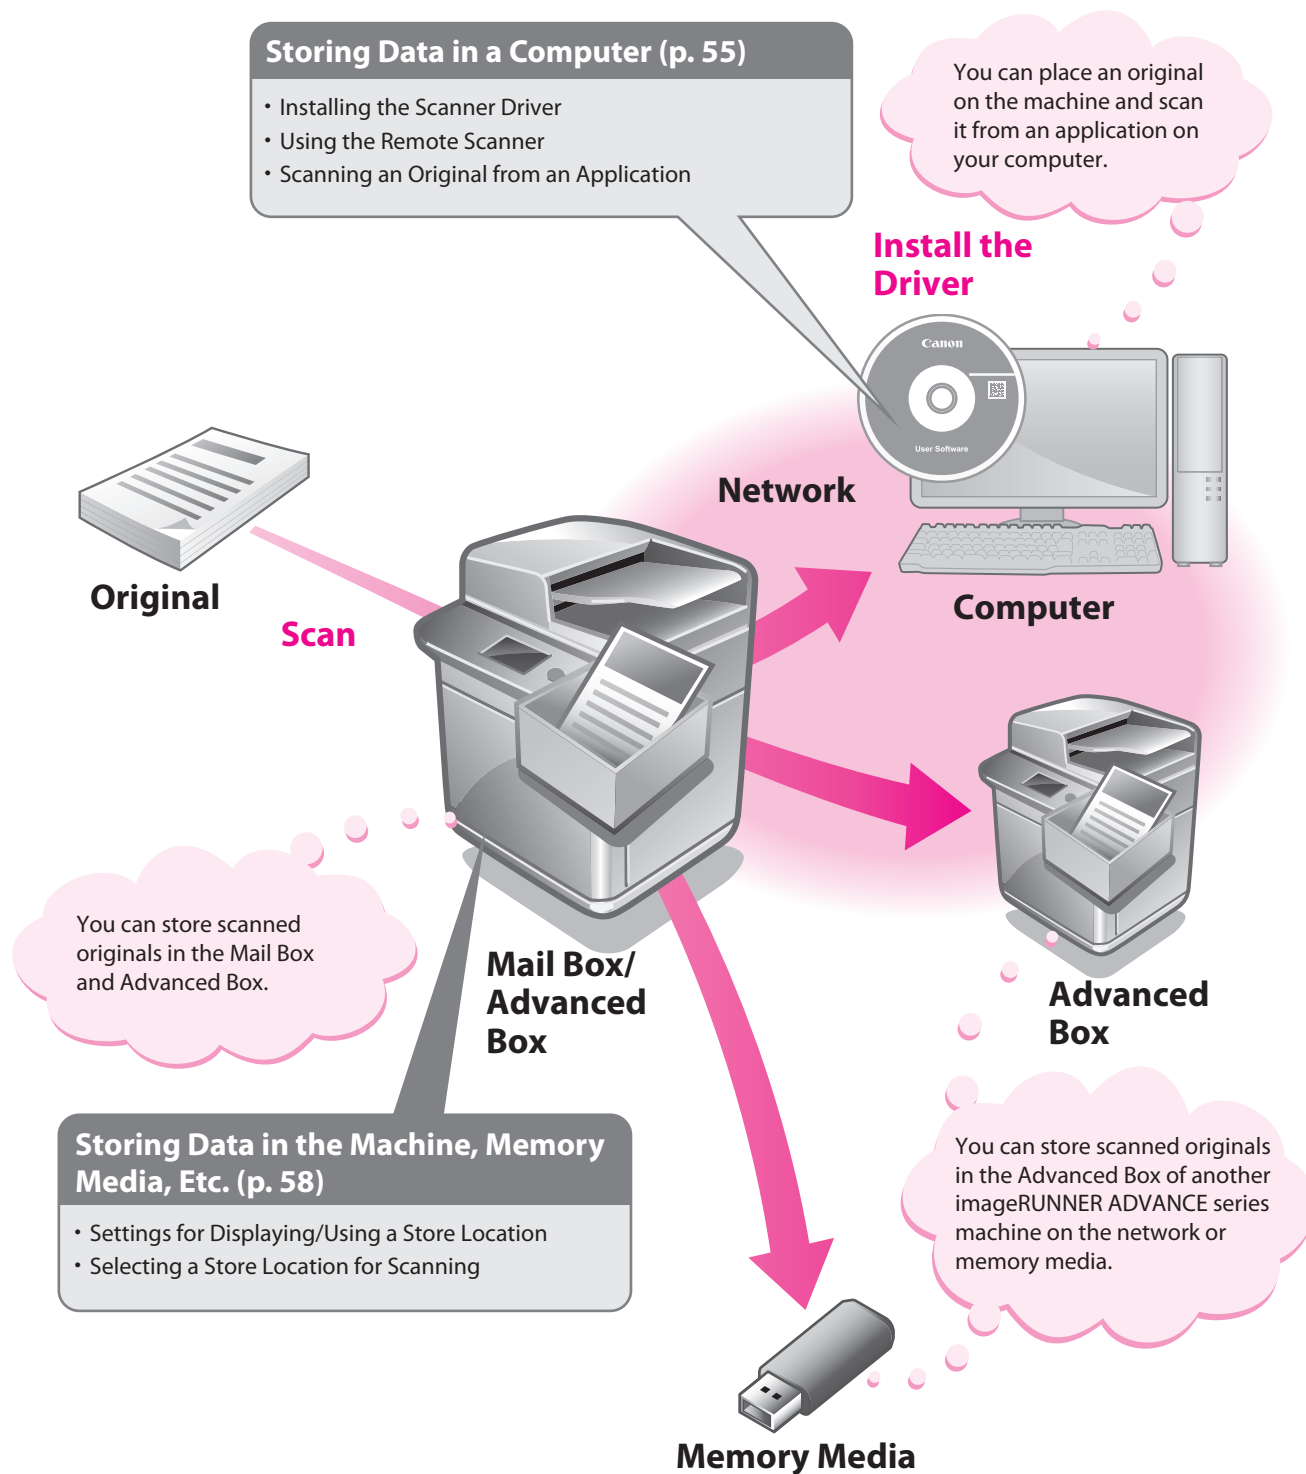 Storing Data in a Computer (p. 55)
• Installing the Scanner Driver
• Using the Remote Scanner
• Scanning an Original from an Application
You can place an original
on the machine and scan
it from an application on
your computer.
Install the
Driver
Canon
User Software
Network
Computer
Original
Scan
You can store scanned
originals in the Mail Box
and Advanced Box.
Mail Box/
Advanced
Box
Advanced
Box
Storing Data in the Machine, Memory
Media, Etc. (p. 58)
• Settings for Displaying/Using a Store Location
• Selecting a Store Location for Scanning
You can store scanned originals
in the Advanced Box of another
imageRUNNER ADVANCE series
machine on the network or
memory media.
Memory Media